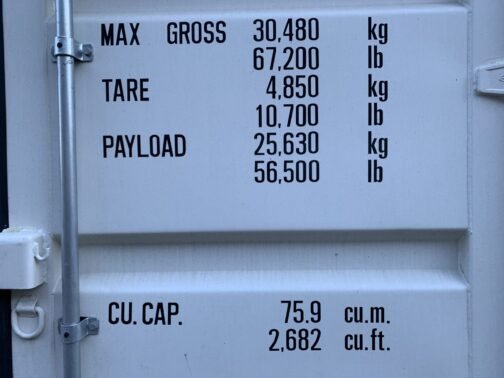 MAX GROSS 30,480 kg
67,200 lb
TARE 4,850 kg
10,700 lb
PAYLOAD 25,630 kg
56,500 lb
CU. CAP. 75.9 cu.m.
2,682 cu.ft.